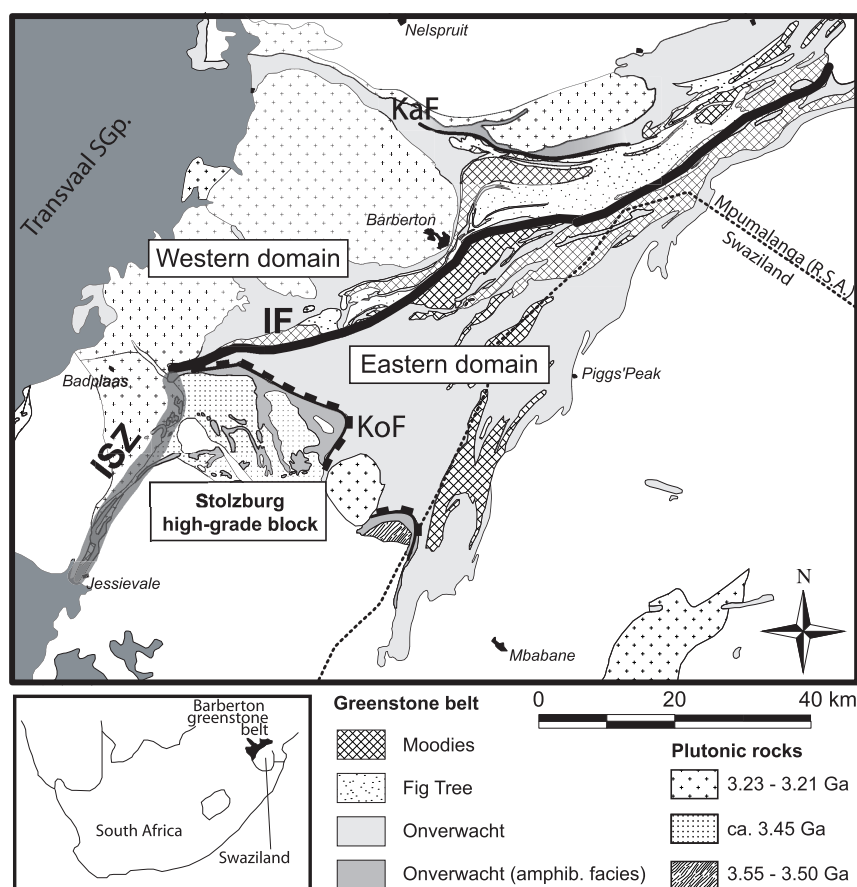 Nelspruit
KaF
Transvaal SGp.
Barberton
Mpumalanga (R.S.A.)
Swaziland
Western domain
IF
Eastern domain
Badplaas
Piggs'Peak
KoF
ISZ
Stolzburg
high-grade block
Jessievale
N
Mbabane
Barberton
greenstone
belt
South Africa
Swaziland
Greenstone belt
Moodies
Fig Tree
Onverwacht
Onverwacht (amphib. facies)
0 20 40 km
Plutonic rocks
3.23 - 3.21 Ga
ca. 3.45 Ga
3.55 - 3.50 Ga